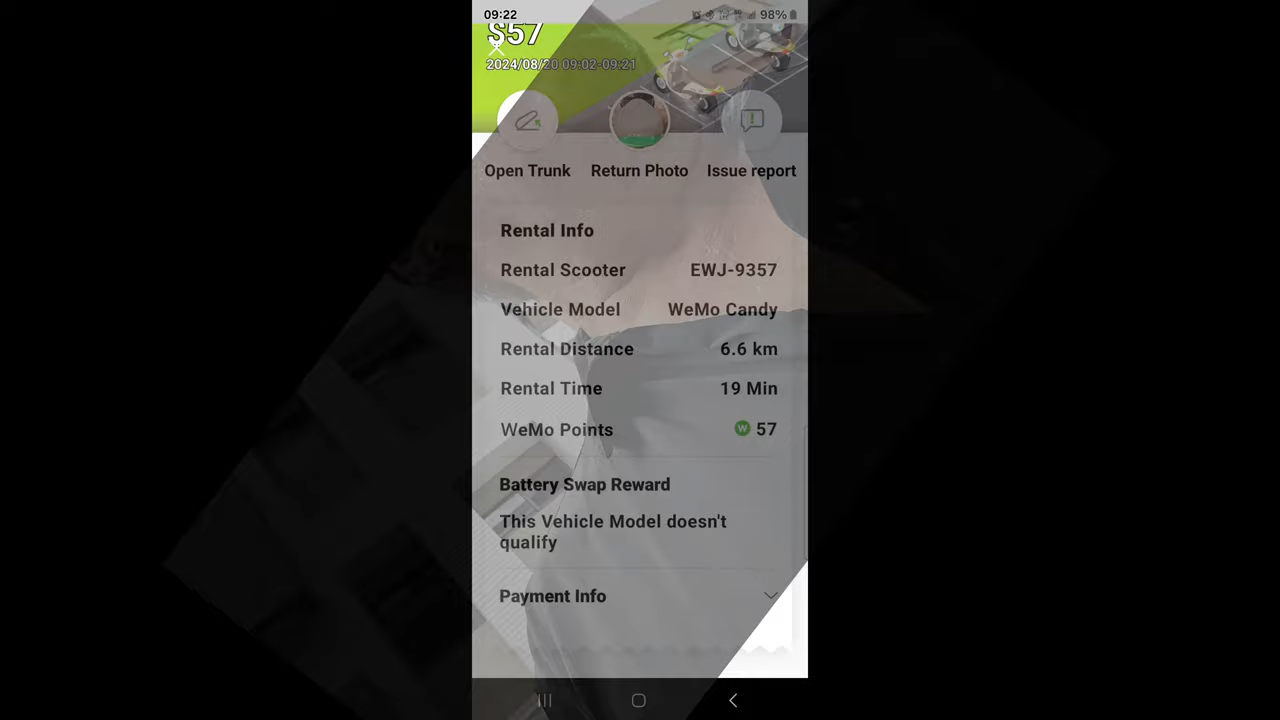 09:22
98%
$57
2024/08/20 09:02-09:21
Open Trunk Return Photo Issue report
Rental Info
Rental Scooter EWJ-9357
Vehicle Model WeMo Candy
Rental Distance 6.6 km
Rental Time 19 Min
WeMo Points W 57
Battery Swap Reward
This Vehicle Model doesn't
qualify
Payment Info